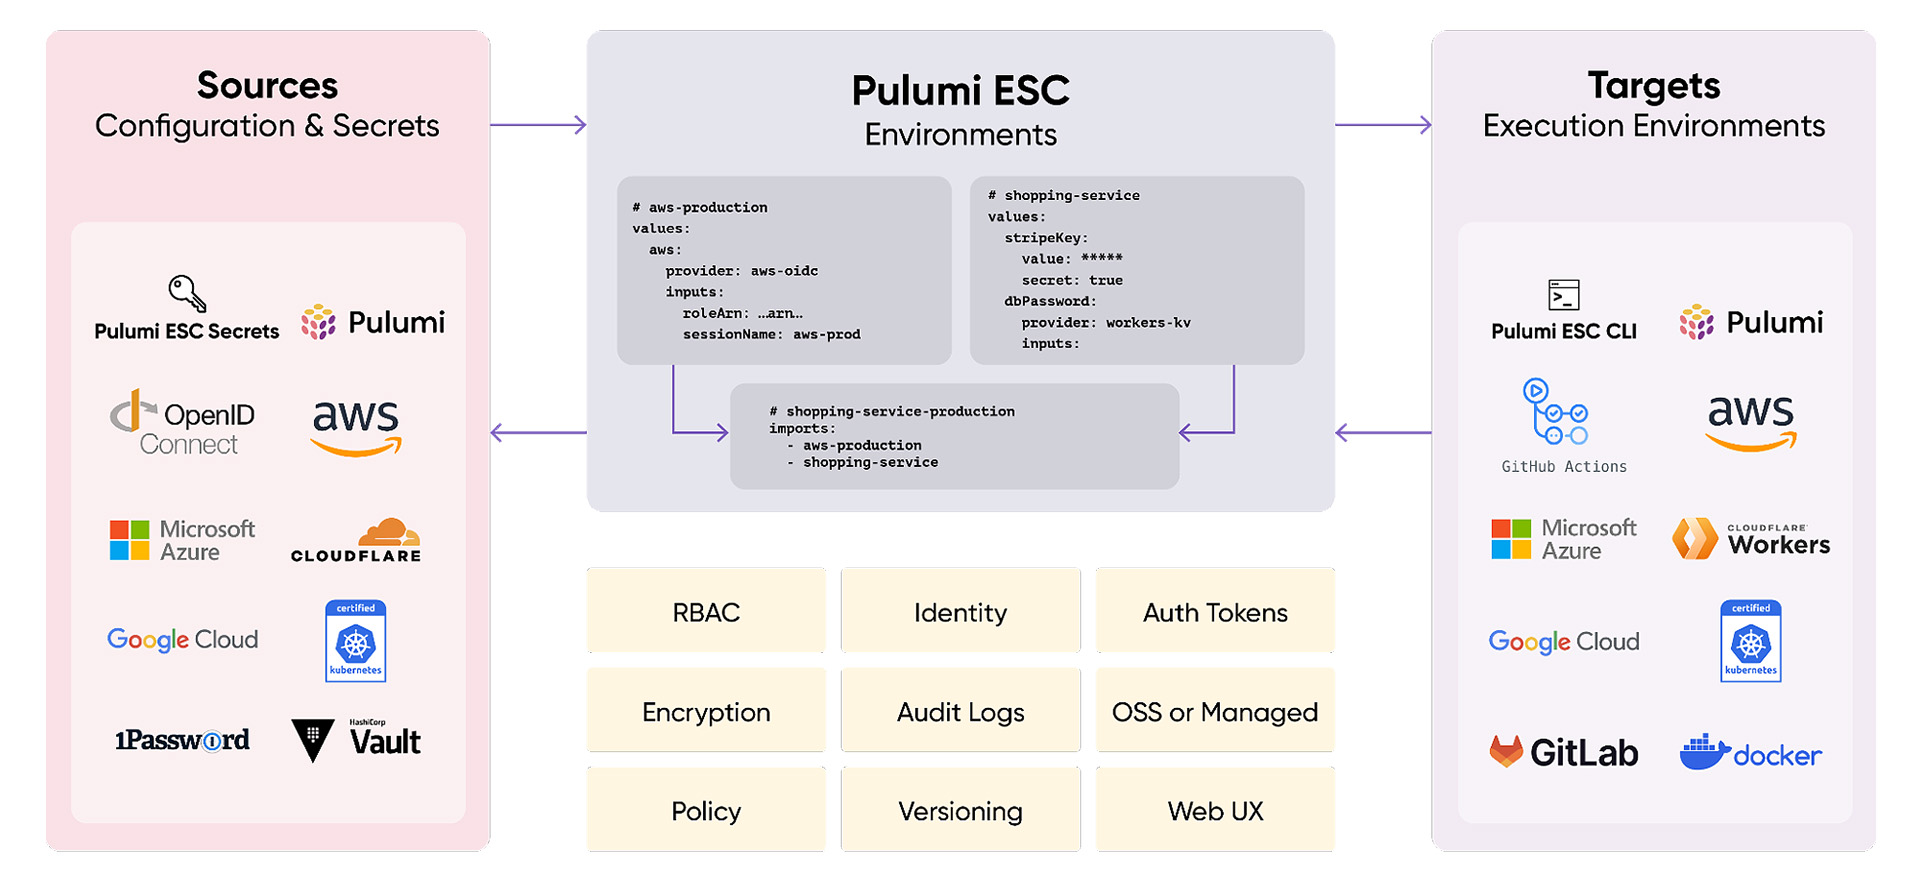 Sources
Configuration & Secrets
Pulumi ESC Secrets
Pulumi
OpenID
Connect
aws
Microsoft
Azure
CLOUDFLARE
Google Cloud
certified
kubernetes
1Password
HashiCorp
Vault
Pulumi ESC
Environments
# aws-production
values:
  aws:
    provider: aws-oidc
    inputs:
      roleArn: …arn…
      sessionName: aws-prod
# shopping-service
values:
  stripeKey:
    value: *****
    secret: true
  dbPassword:
    provider: workers-kv
    inputs:
# shopping-service-production
imports:
  - aws-production
  - shopping-service
RBAC
Identity
Auth Tokens
Encryption
Audit Logs
OSS or Managed
Policy
Versioning
Web UX
Targets
Execution Environments
>_
Pulumi ESC CLI
Pulumi
GitHub Actions
aws
Microsoft
Azure
CLOUDFLARE
Workers
Google Cloud
certified
kubernetes
GitLab
docker